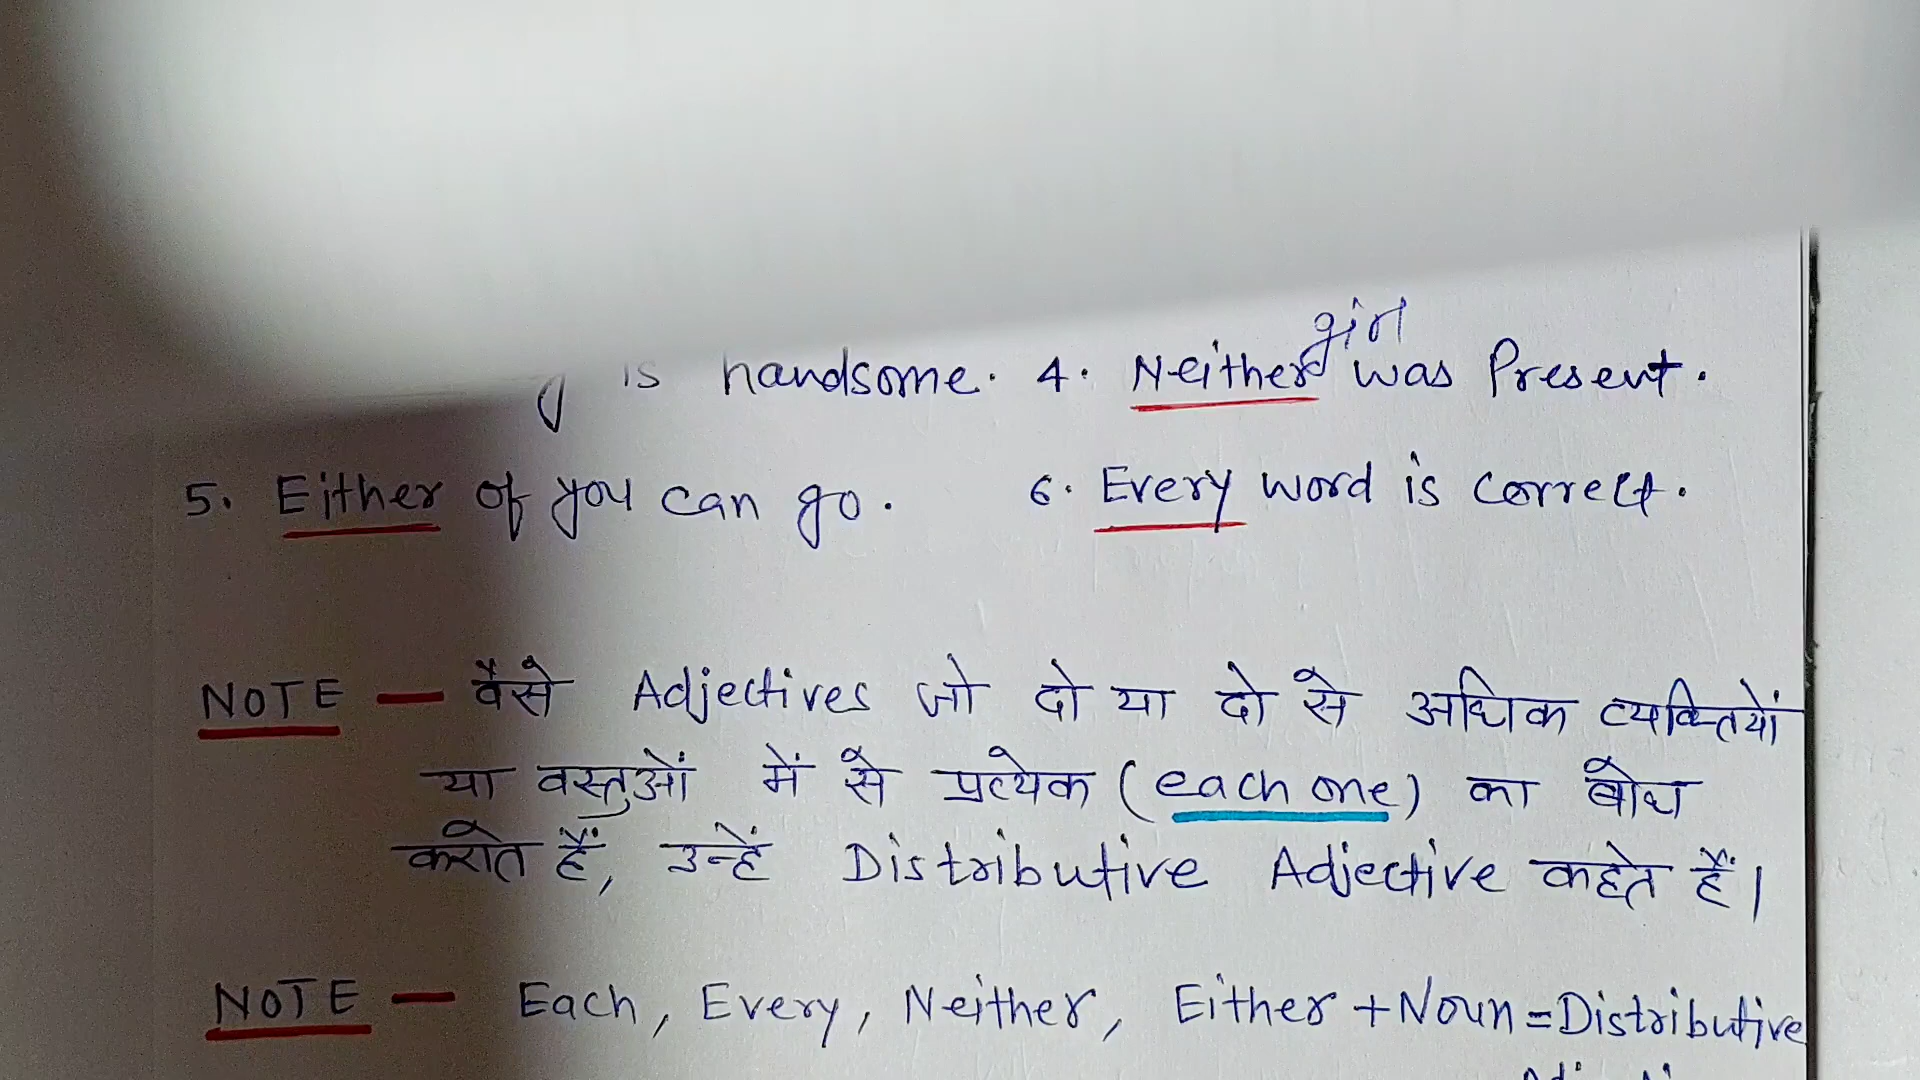 is handsome. 4. Neither girl was Present.
5. Either of you can go. 6. Every word is correct.
NOTE — वैसे Adjectives जो दो या दो से अधिक व्यक्तियों
या वस्तुओं में से प्रत्येक (each one) का बोध
कराते हैं, उन्हें Distributive Adjective कहते हैं।
NOTE — Each, Every, Neither, Either + Noun = Distributive